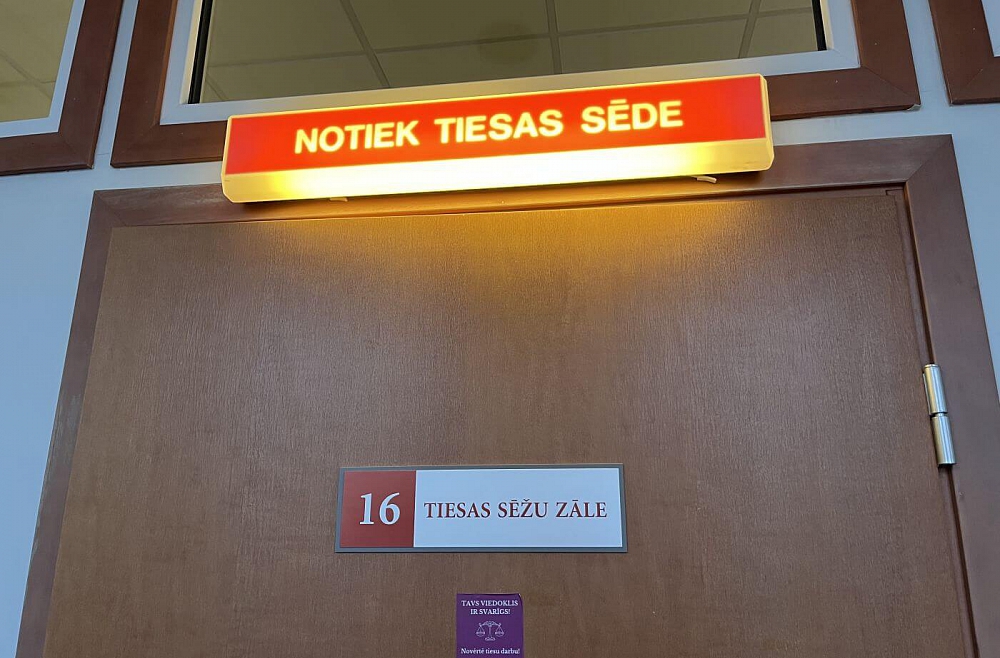 NOTIEK TIESAS SĒDE
16 TIESAS SĒŽU ZĀLE
TAVS VIEDOKLIS
IR SVARĪGS!
Novērtē tiesu darbu!